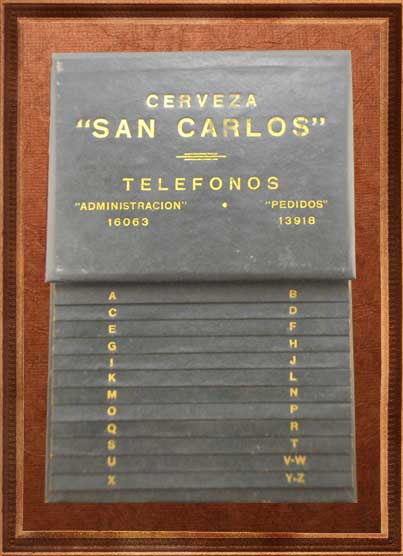 CERVEZA
"SAN CARLOS"
TELEFONOS
"ADMINISTRACION" • "PEDIDOS"
16063 13918
A B
C D
E F
G H
I J
K L
M N
O P
Q R
S T
U V-W
X Y-Z